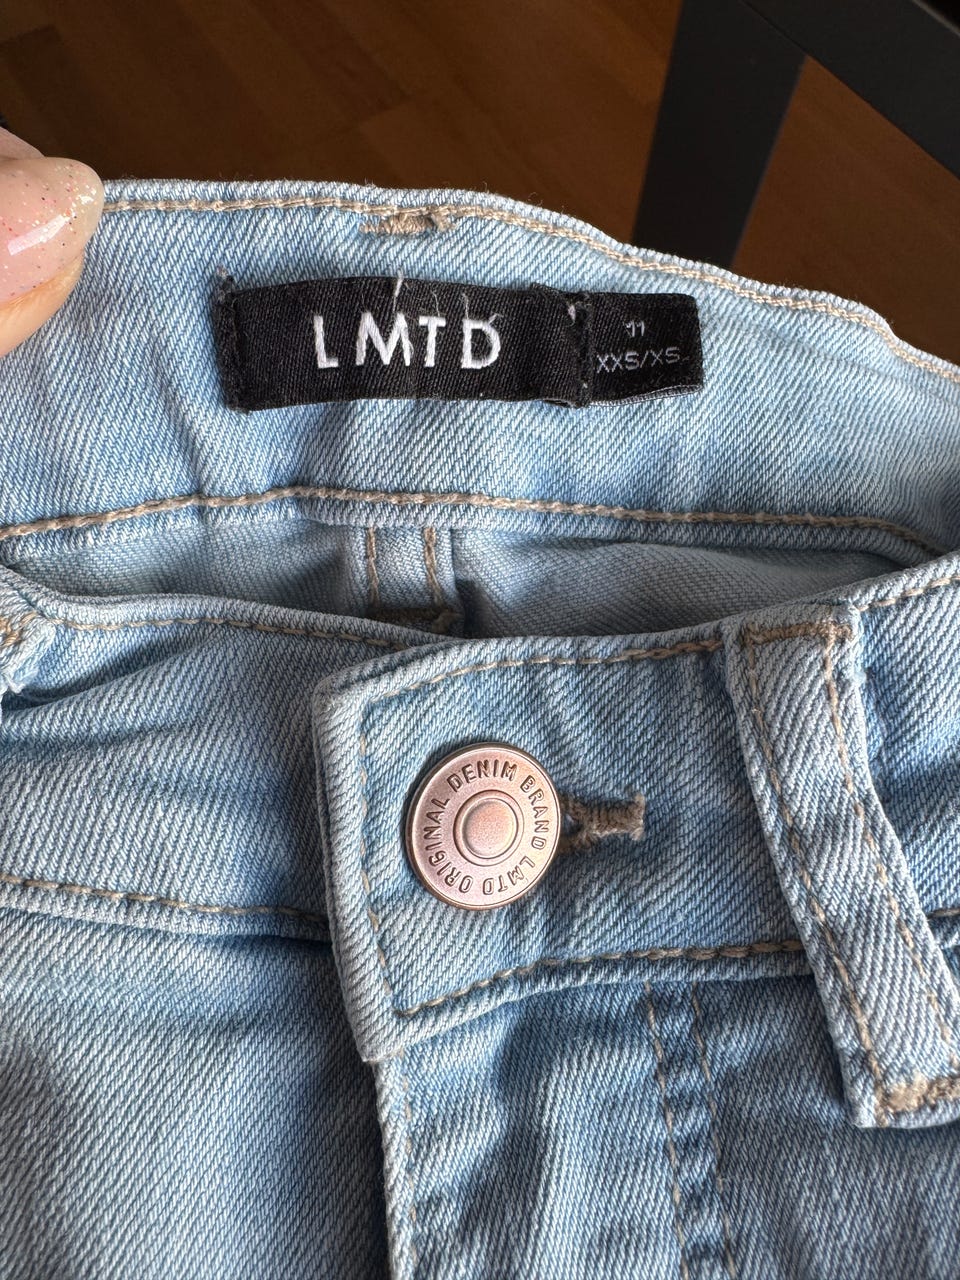 LMTD
11
XXS/XS
ORIGINAL DENIM BRAND LMTD